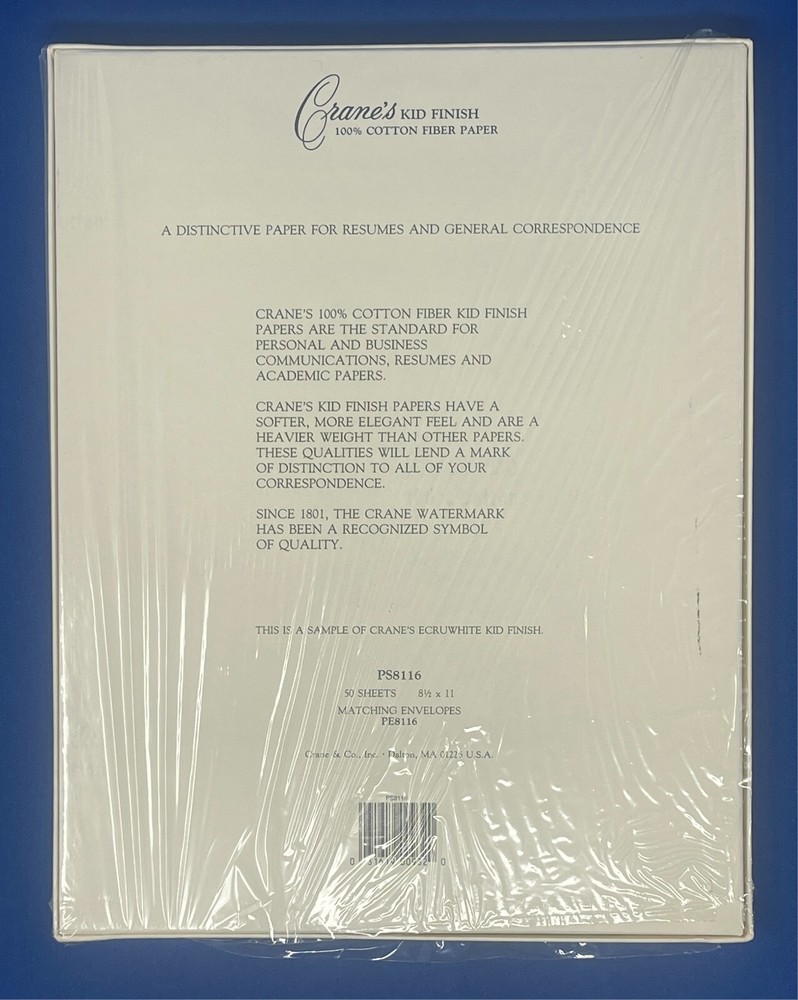 Crane's KID FINISH
100% COTTON FIBER PAPER
A DISTINCTIVE PAPER FOR RESUMES AND GENERAL CORRESPONDENCE
CRANE'S 100% COTTON FIBER KID FINISH
PAPERS ARE THE STANDARD FOR
PERSONAL AND BUSINESS
COMMUNICATIONS, RESUMES AND
ACADEMIC PAPERS.
CRANE'S KID FINISH PAPERS HAVE A
SOFTER, MORE ELEGANT FEEL AND ARE A
HEAVIER WEIGHT THAN OTHER PAPERS.
THESE QUALITIES WILL LEND A MARK
OF DISTINCTION TO ALL OF YOUR
CORRESPONDENCE.
SINCE 1801, THE CRANE WATERMARK
HAS BEEN A RECOGNIZED SYMBOL
OF QUALITY.
THIS IS A SAMPLE OF CRANE'S ECRUWHITE KID FINISH.
PS8116
50 SHEETS 8½ x 11
MATCHING ENVELOPES
PE8116
Crane & Co., Inc. · Dalton, MA 01226 U.S.A.
PS8116